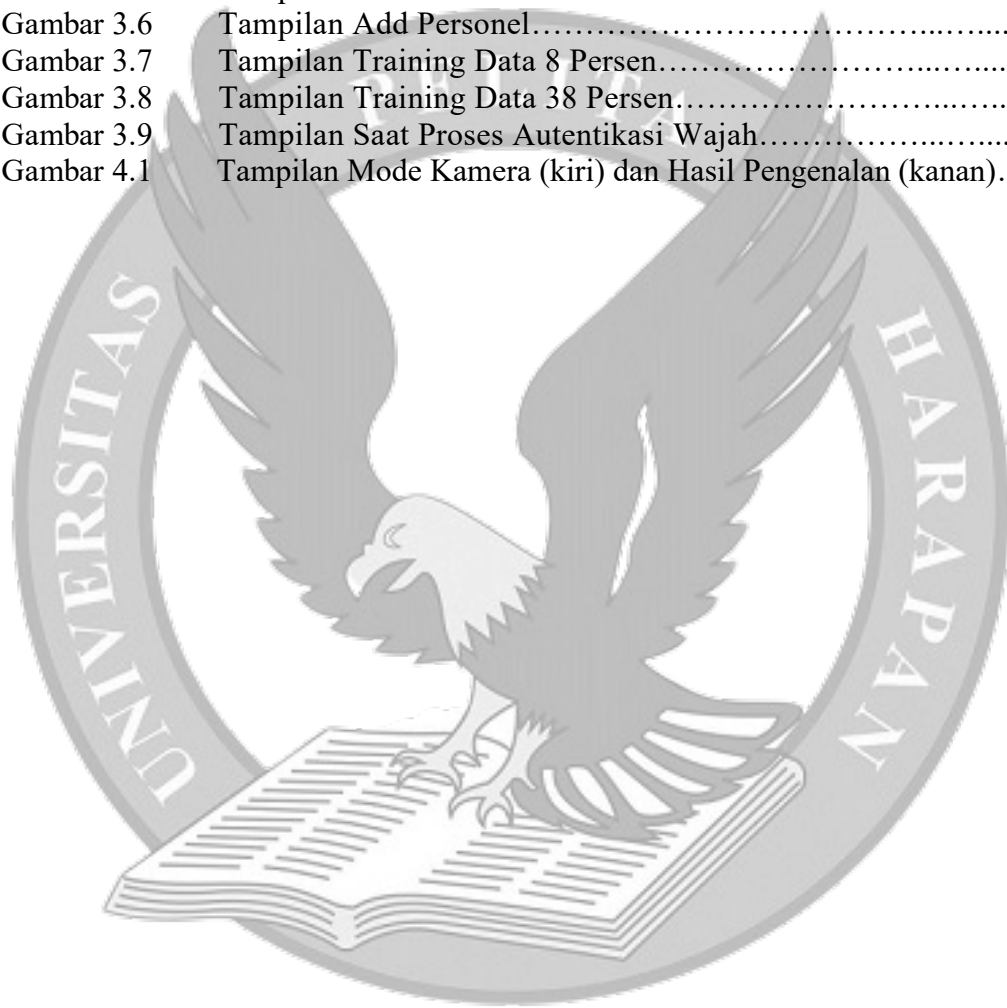 Gambar 3.6 Tampilan Add Personel…………………………………...…....
Gambar 3.7 Tampilan Training Data 8 Persen……………………...…....
Gambar 3.8 Tampilan Training Data 38 Persen……………………...…..
Gambar 3.9 Tampilan Saat Proses Autentikasi Wajah……………...…....
Gambar 4.1 Tampilan Mode Kamera (kiri) dan Hasil Pengenalan (kanan).
UNIVERSITAS
PELITA
HARAPAN